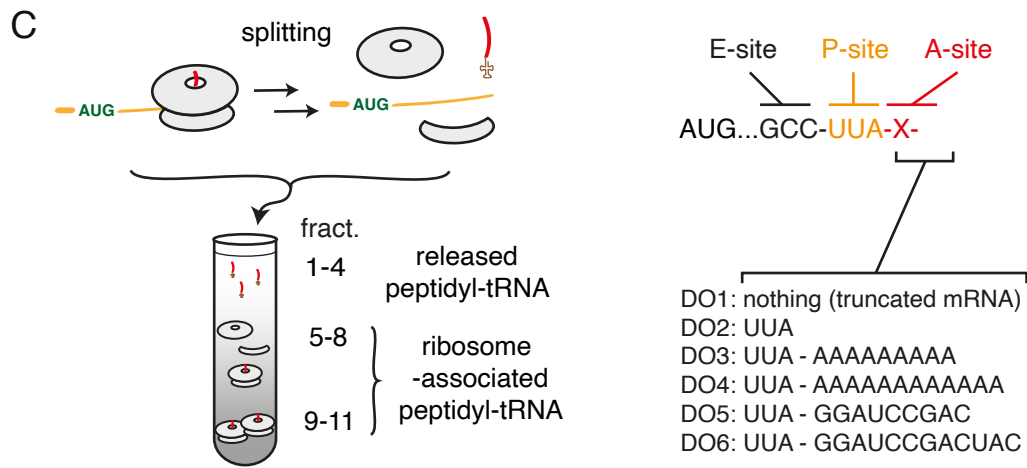 C
splitting
AUG
AUG
fract.
1-4
released
peptidyl-tRNA
5-8
ribosome
-associated
peptidyl-tRNA
9-11
E-site
P-site
A-site
AUG...GCC-UUA-X-
DO1: nothing (truncated mRNA)
DO2: UUA
DO3: UUA - AAAAAAAAA
DO4: UUA - AAAAAAAAAAAA
DO5: UUA - GGAUCCGAC
DO6: UUA - GGAUCCGACUAC